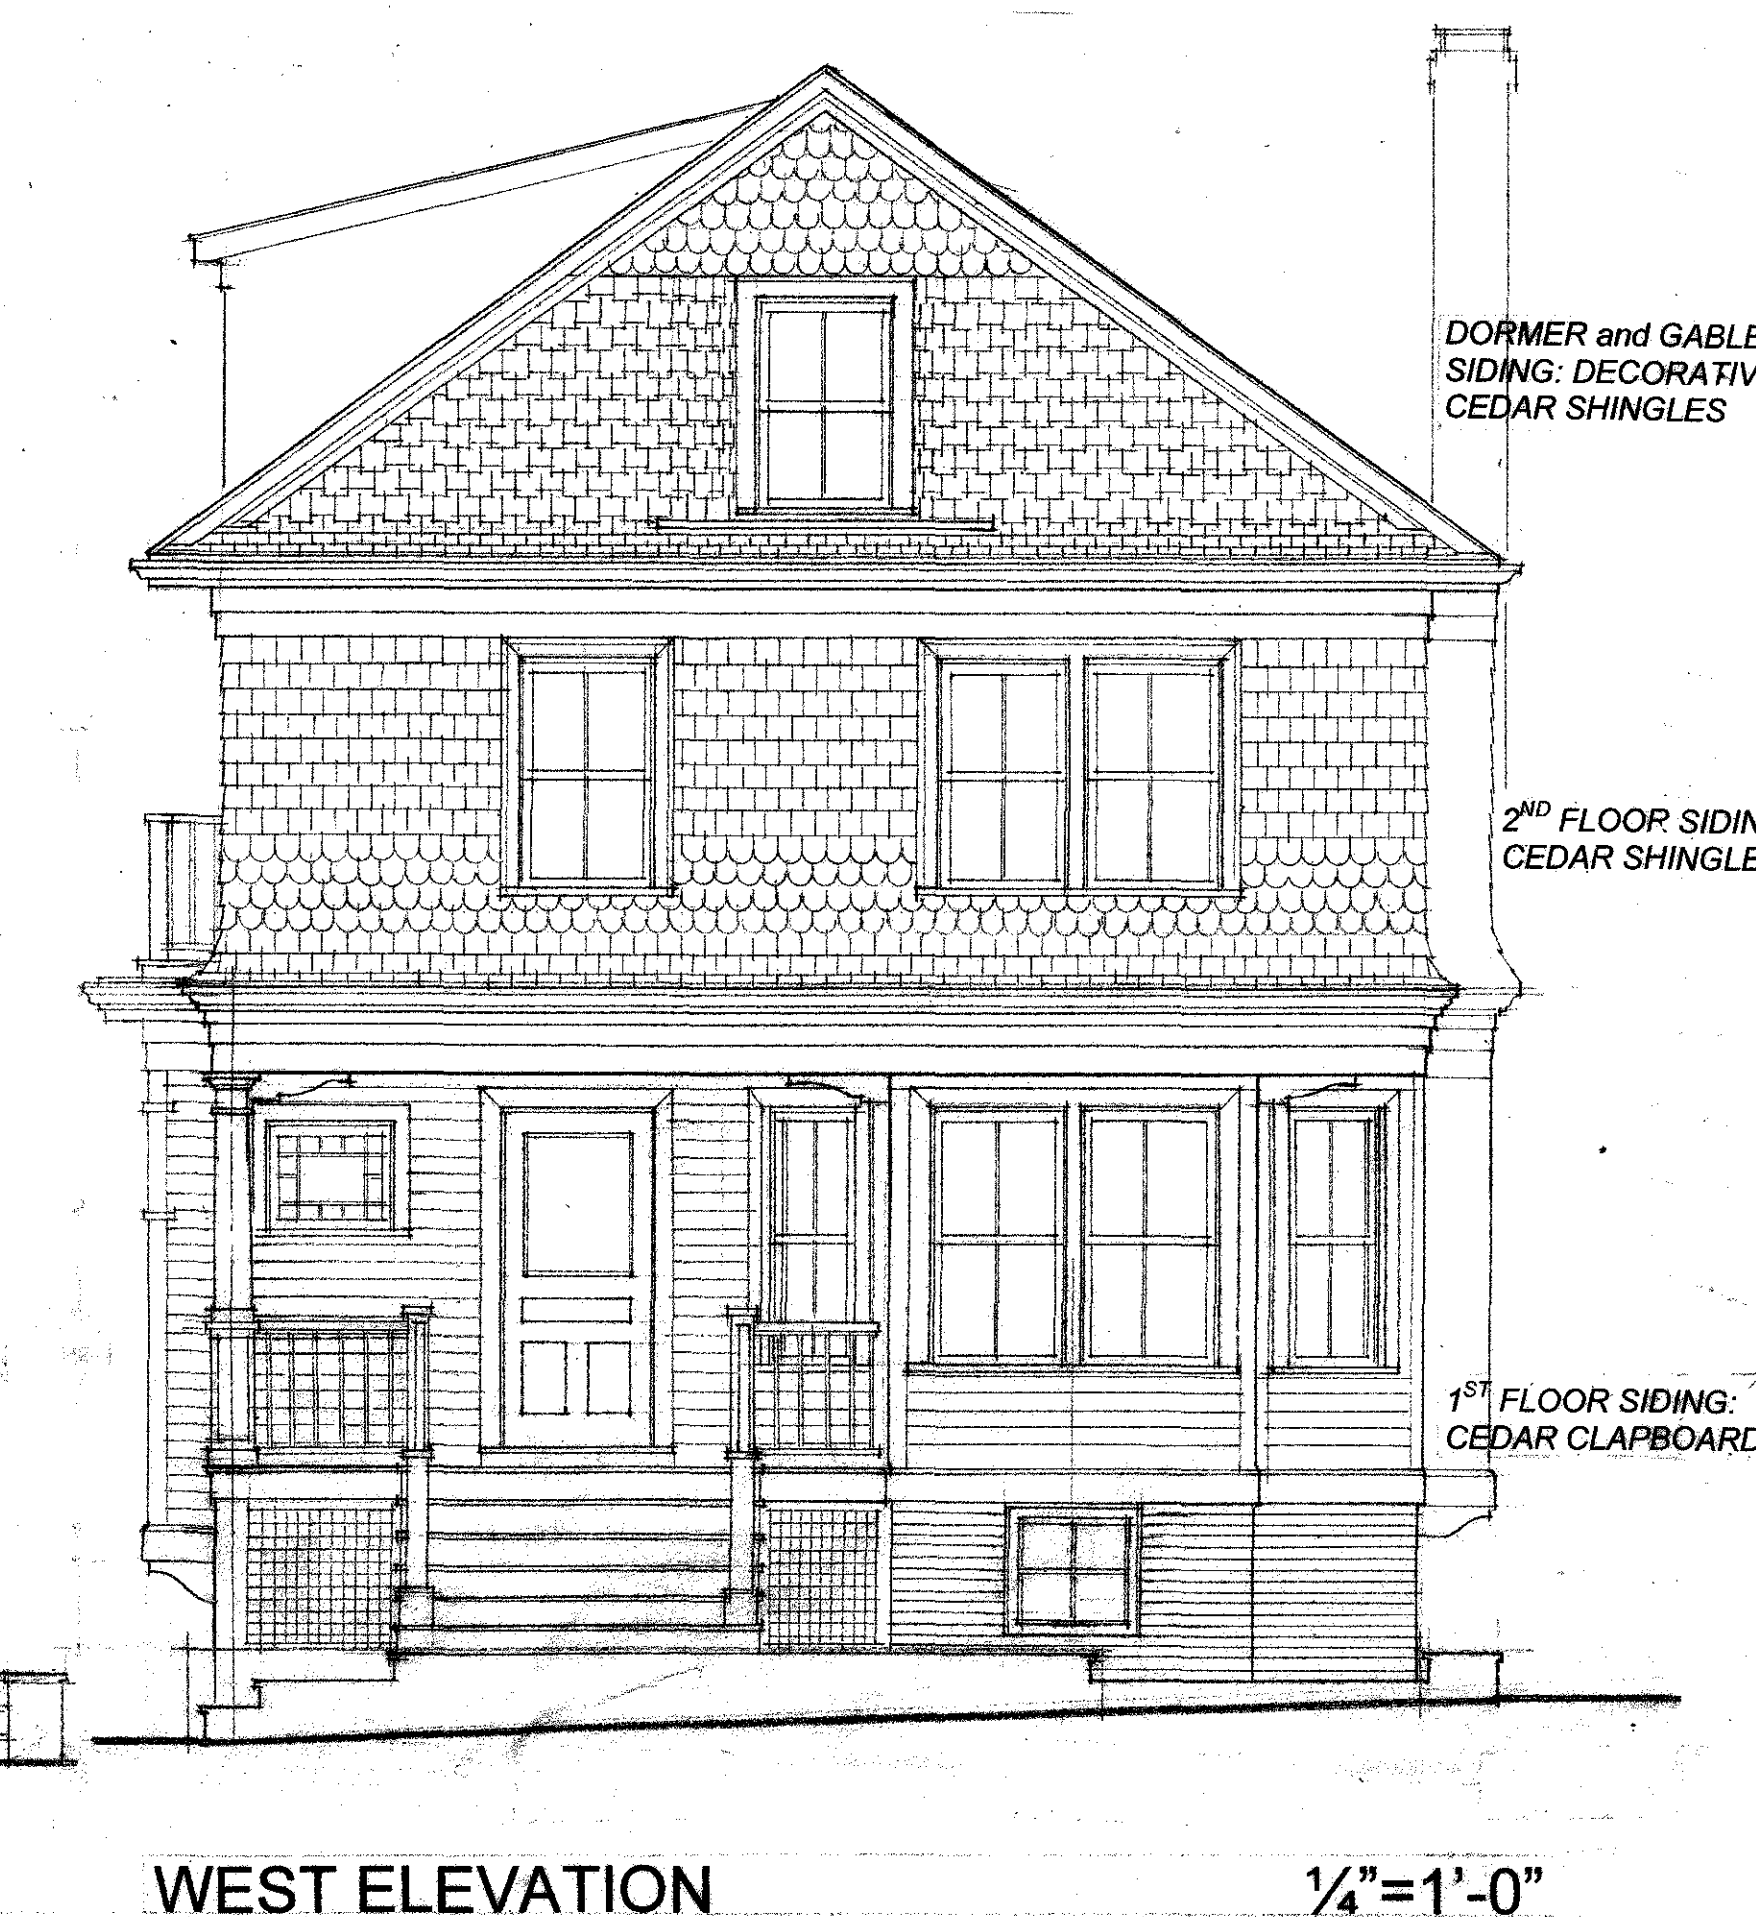 DORMER and GABLE
SIDING: DECORATIV
CEDAR SHINGLES
2ND FLOOR SIDIN
CEDAR SHINGLE
1ST FLOOR SIDING:
CEDAR CLAPBOARD
WEST ELEVATION
¼”=1’-0”